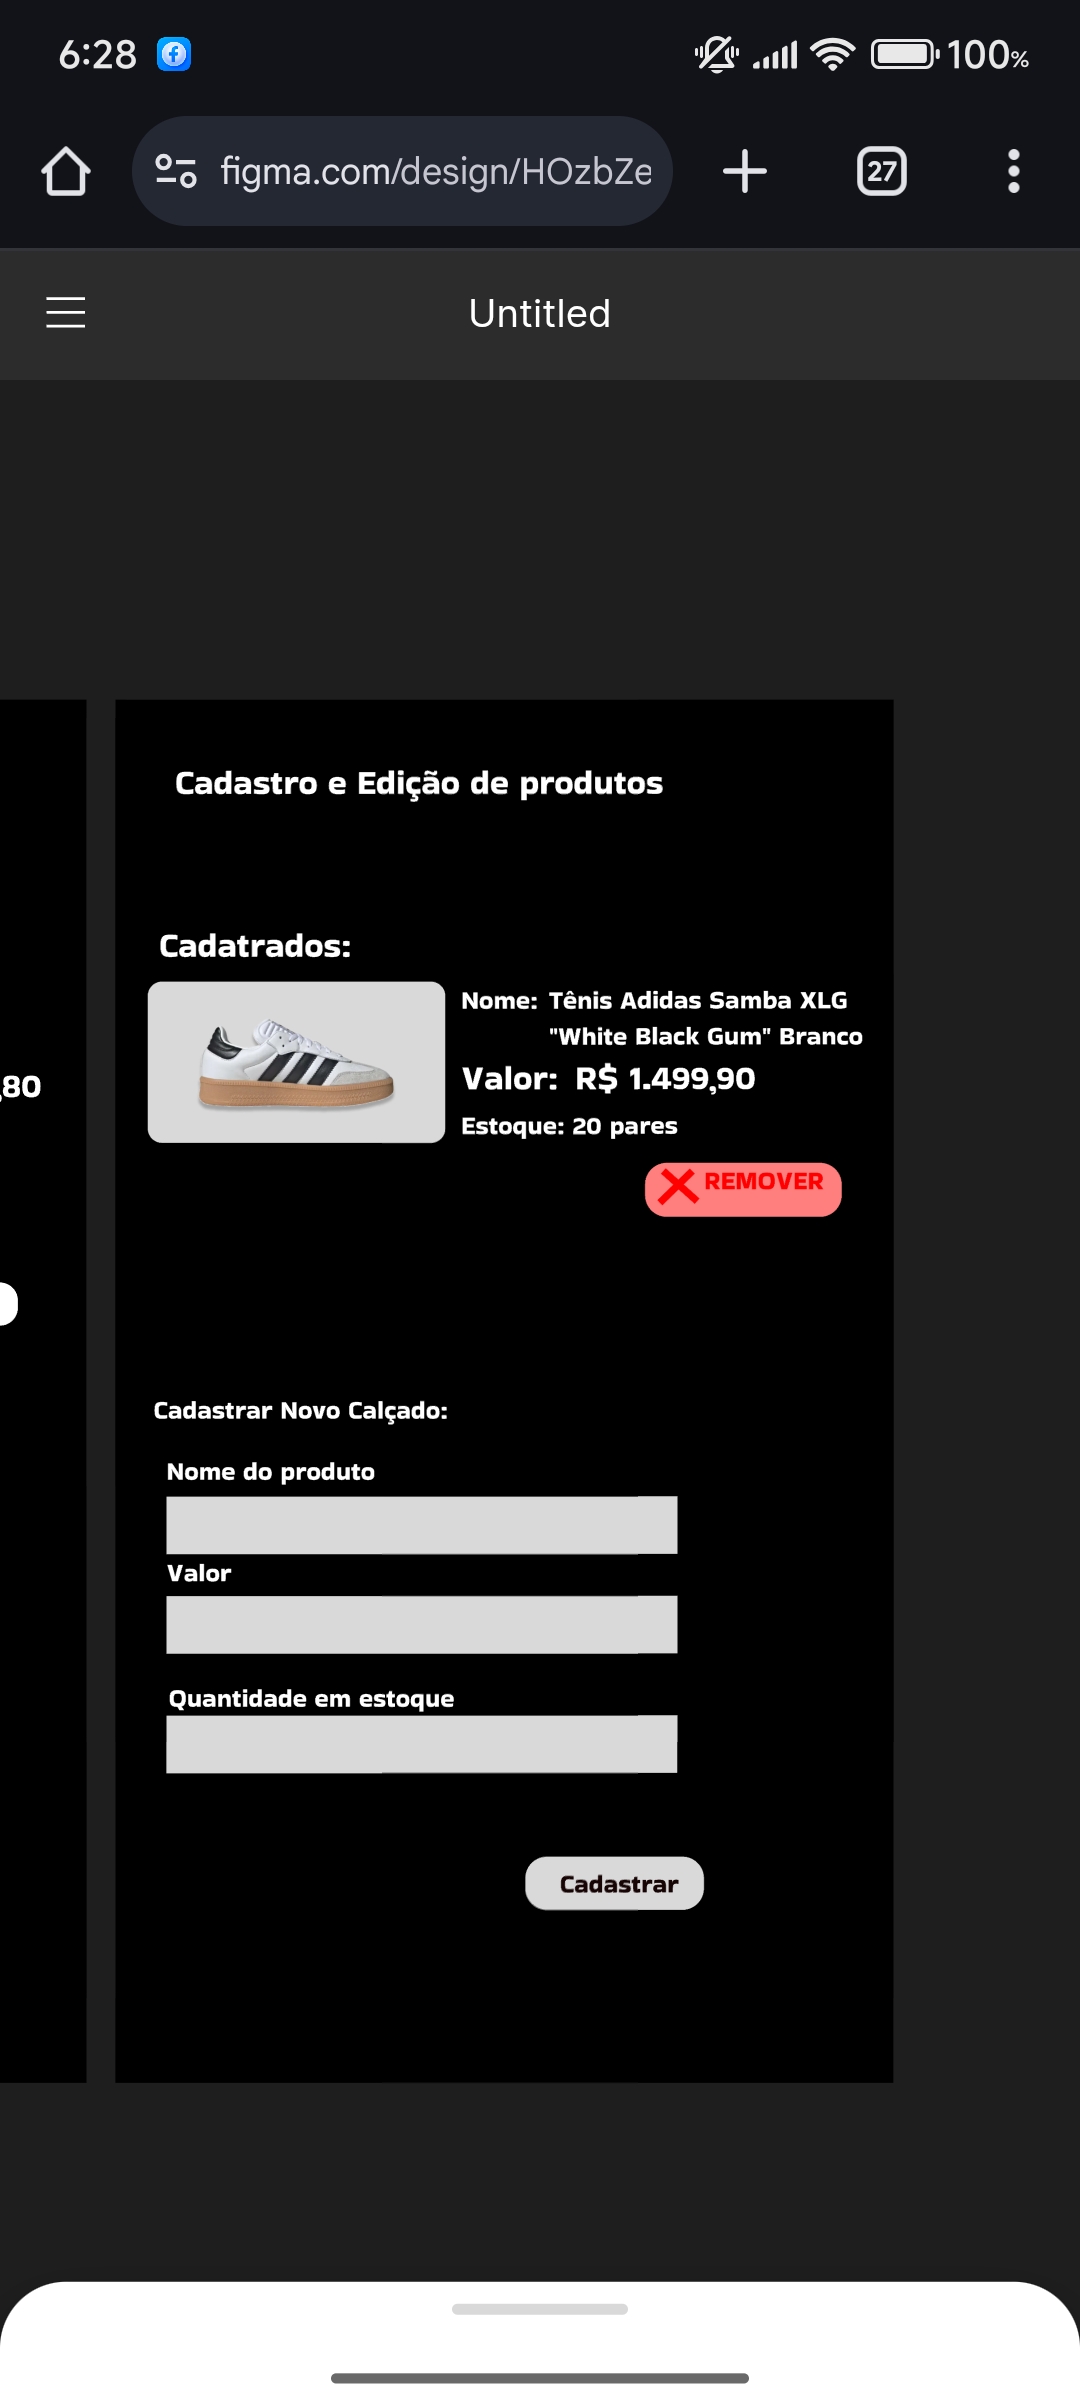 6:28
100%
figma.com/design/HOzbZe
27
Untitled
,80
Cadastro e Edição de produtos
Cadatrados:
Nome: Tênis Adidas Samba XLG
"White Black Gum" Branco
Valor: R$ 1.499,90
Estoque: 20 pares
REMOVER
Cadastrar Novo Calçado:
Nome do produto
Valor
Quantidade em estoque
Cadastrar